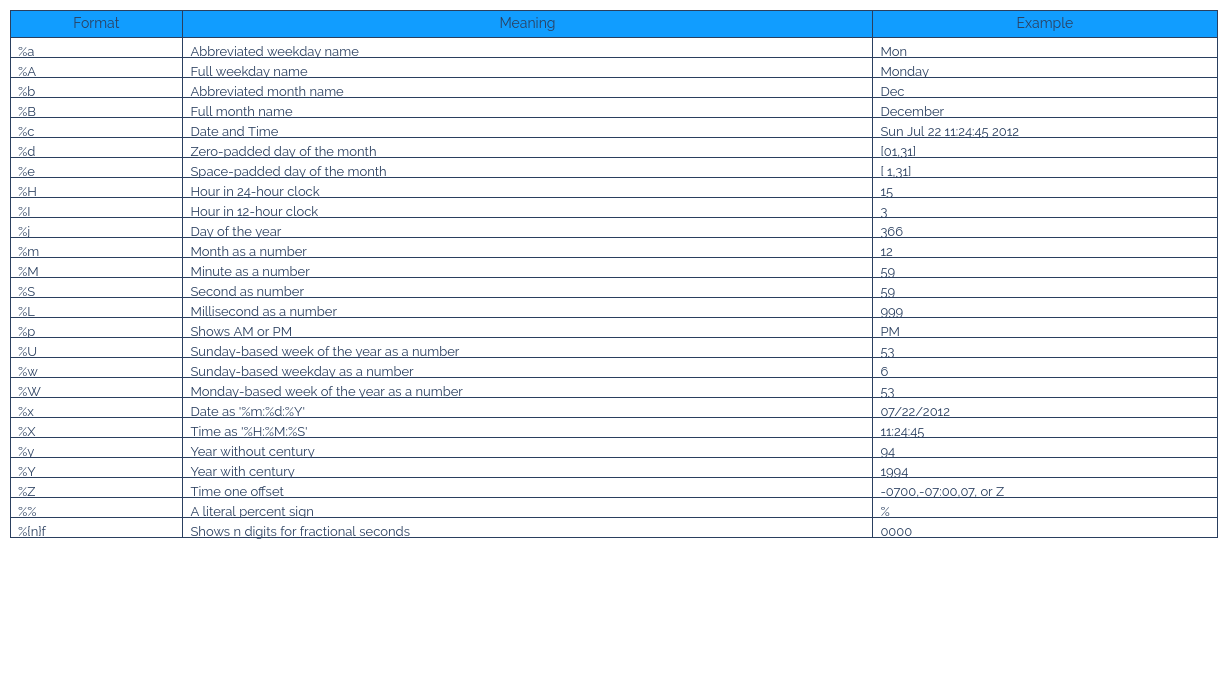 Format Meaning Example
%a Abbreviated weekday name Mon
%A Full weekday name Monday
%b Abbreviated month name Dec
%B Full month name December
%c Date and Time Sun Jul 22 11:24:45 2012
%d Zero-padded day of the month [01,31]
%e Space-padded day of the month [ 1,31]
%H Hour in 24-hour clock 15
%I Hour in 12-hour clock 3
%j Day of the year 366
%m Month as a number 12
%M Minute as a number 59
%S Second as number 59
%L Millisecond as a number 999
%p Shows AM or PM PM
%U Sunday-based week of the year as a number 53
%w Sunday-based weekday as a number 6
%W Monday-based week of the year as a number 53
%x Date as '%m:%d:%Y' 07/22/2012
%X Time as '%H:%M:%S' 11:24:45
%y Year without century 94
%Y Year with century 1994
%Z Time one offset -0700,-07:00,07, or Z
%% A literal percent sign %
%[n]f Shows n digits for fractional seconds 0000